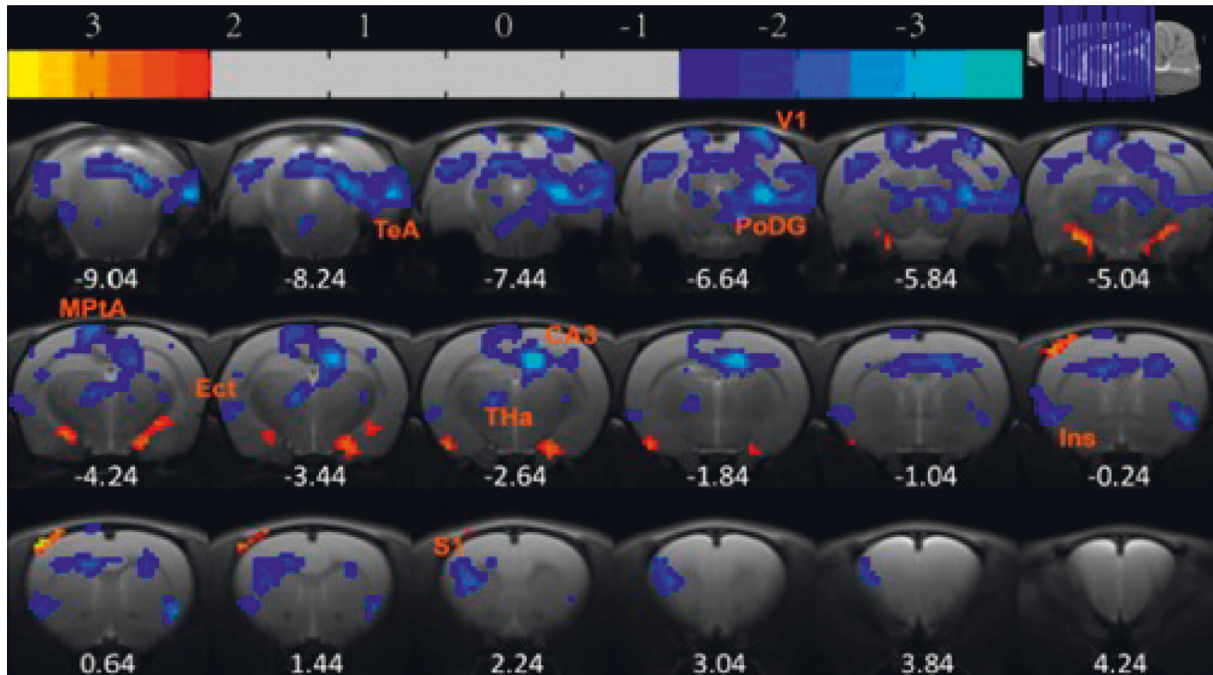 3 2 1 0 -1 -2 -3
V1
TeA PoDG
-9.04 -8.24 -7.44 -6.64 -5.84 -5.04
MPtA
CA3
Ect
THa
Ins
-4.24 -3.44 -2.64 -1.84 -1.04 -0.24
S1
0.64 1.44 2.24 3.04 3.84 4.24